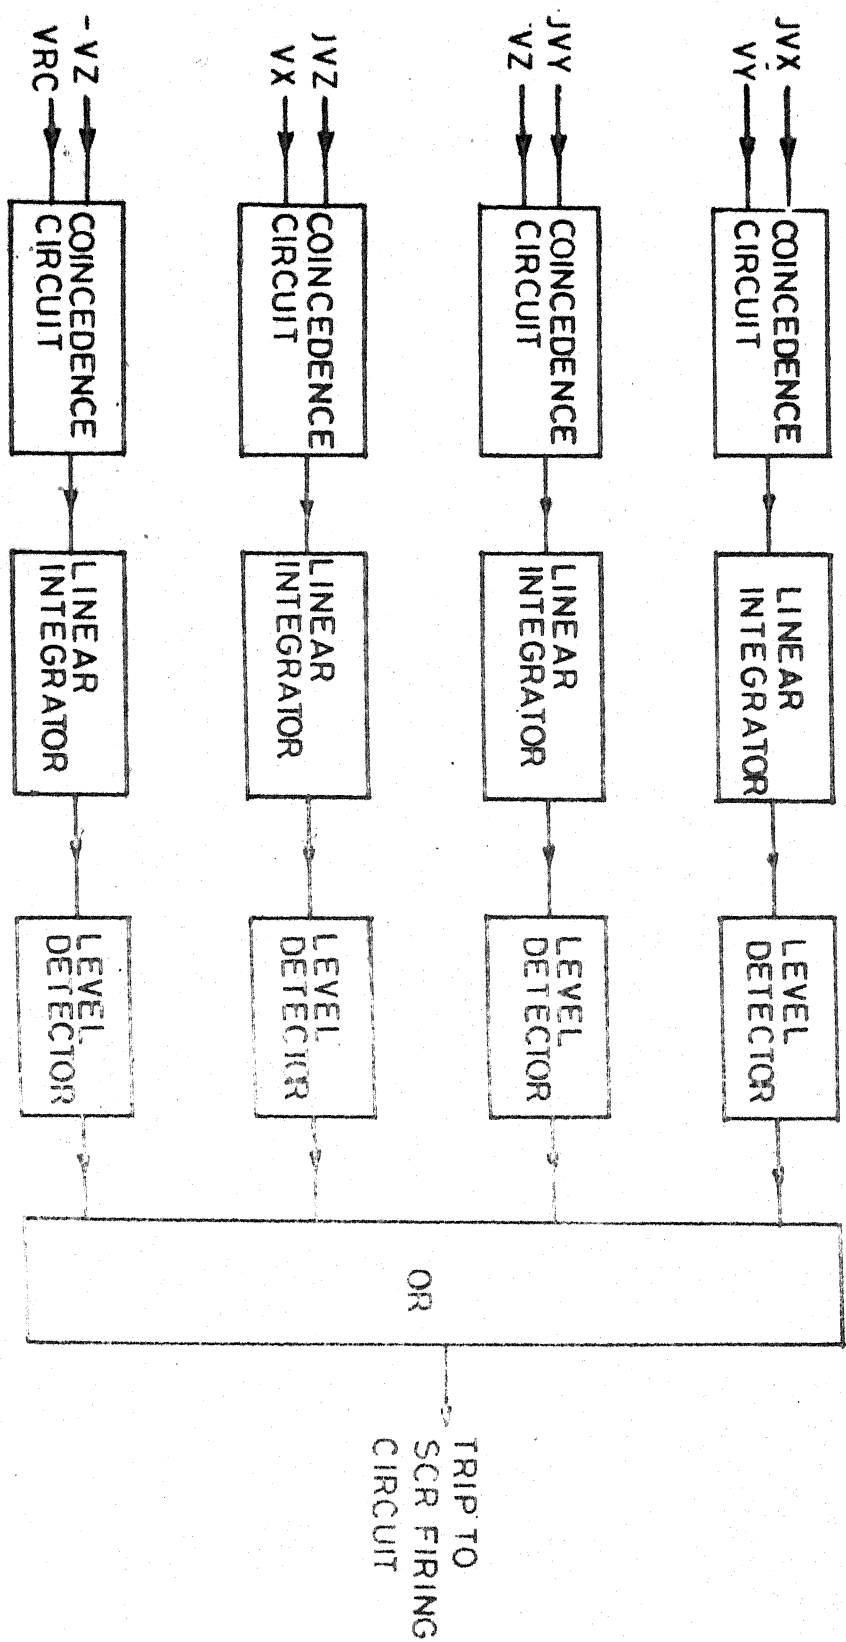 JVX
VY
COINCEDENCE
CIRCUIT
LINEAR
INTEGRATOR
LEVEL
DETECTOR
JVY
VZ
COINCEDENCE
CIRCUIT
LINEAR
INTEGRATOR
LEVEL
DETECTOR
JVZ
VX
COINCEDENCE
CIRCUIT
LINEAR
INTEGRATOR
LEVEL
DETECTOR
-VZ
VRC
COINCEDENCE
CIRCUIT
LINEAR
INTEGRATOR
LEVEL
DETECTOR
OR
TRIP TO
SCR FIRING
CIRCUIT